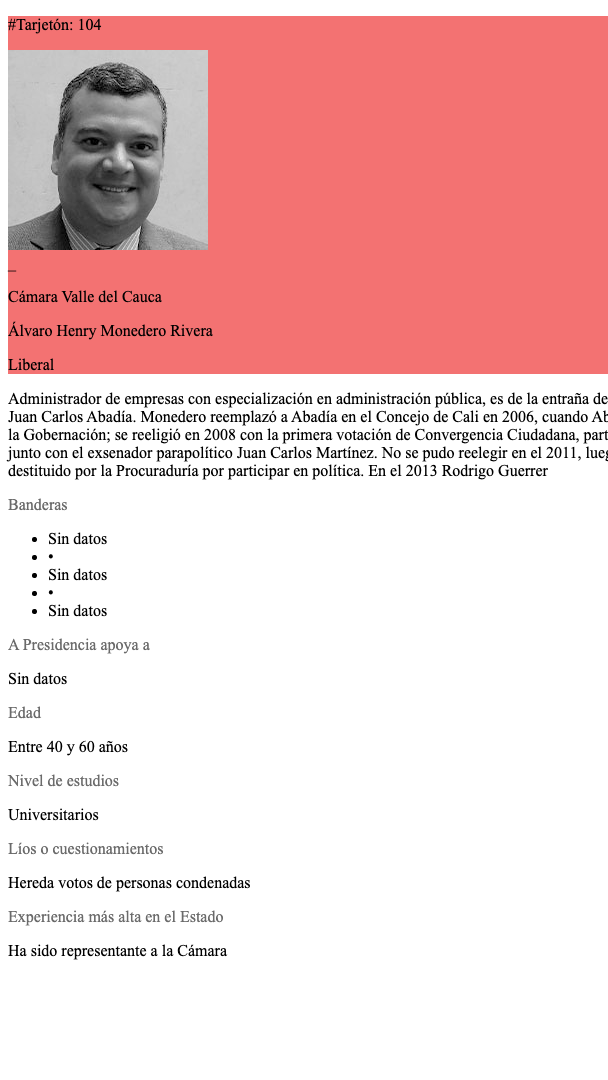 #Tarjetón: 104
_
Cámara Valle del Cauca
Álvaro Henry Monedero Rivera
Liberal
Administrador de empresas con especialización en administración pública, es de la entraña de
Juan Carlos Abadía. Monedero reemplazó a Abadía en el Concejo de Cali en 2006, cuando Ab
la Gobernación; se reeligió en 2008 con la primera votación de Convergencia Ciudadana, part
junto con el exsenador parapolítico Juan Carlos Martínez. No se pudo reelegir en el 2011, lueg
destituido por la Procuraduría por participar en política. En el 2013 Rodrigo Guerrer
Banderas
• Sin datos
• •
• Sin datos
• •
• Sin datos
A Presidencia apoya a
Sin datos
Edad
Entre 40 y 60 años
Nivel de estudios
Universitarios
Líos o cuestionamientos
Hereda votos de personas condenadas
Experiencia más alta en el Estado
Ha sido representante a la Cámara